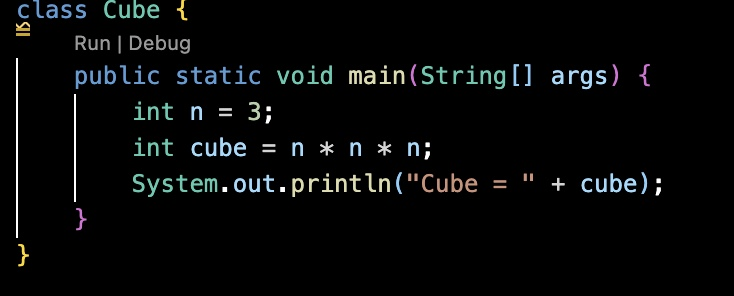 class Cube {
Run | Debug
public static void main(String[] args) {
int n = 3;
int cube = n * n * n;
System.out.println("Cube = " + cube);
}
}